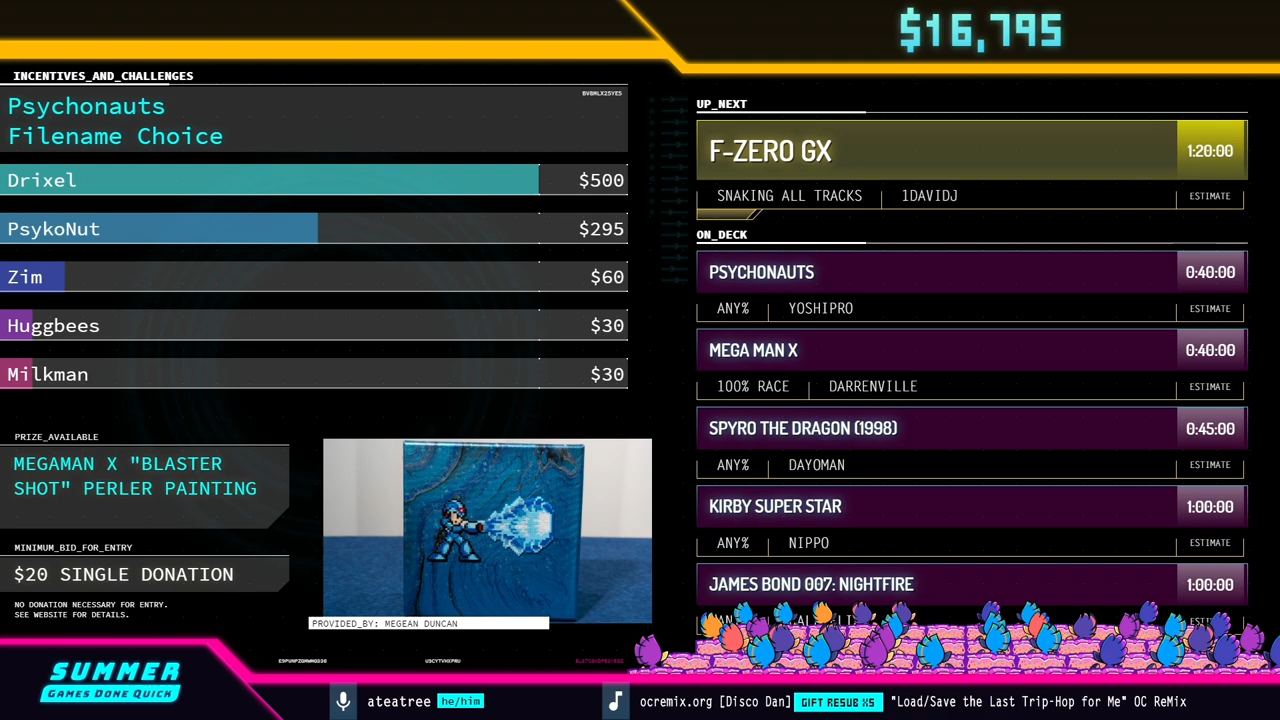 $16,795
INCENTIVES_AND_CHALLENGES
Psychonauts
Filename Choice
Drixel $500
PsykoNut $295
Zim $60
Huggbees $30
Milkman $30
PRIZE_AVAILABLE
MEGAMAN X "BLASTER
SHOT" PERLER PAINTING
MINIMUM_BID_FOR_ENTRY
$20 SINGLE DONATION
NO DONATION NECESSARY FOR ENTRY.
SEE WEBSITE FOR DETAILS.
PROVIDED_BY: MEGEAN DUNCAN
UP_NEXT
F-ZERO GX 1:20:00
SNAKING ALL TRACKS 1DAVIDJ ESTIMATE
ON_DECK
PSYCHONAUTS 0:40:00
ANY% YOSHIPRO ESTIMATE
MEGA MAN X 0:40:00
100% RACE DARRENVILLE ESTIMATE
SPYRO THE DRAGON (1998) 0:45:00
ANY% DAYOMAN ESTIMATE
KIRBY SUPER STAR 1:00:00
ANY% NIPPO ESTIMATE
JAMES BOND 007: NIGHTFIRE 1:00:00
ESTIMATE
SUMMER
GAMES DONE QUICK
ateatree he/him
ocremix.org [Disco Dan] GIFT RESUB X5 "Load/Save the Last Trip-Hop for Me" OC ReMix